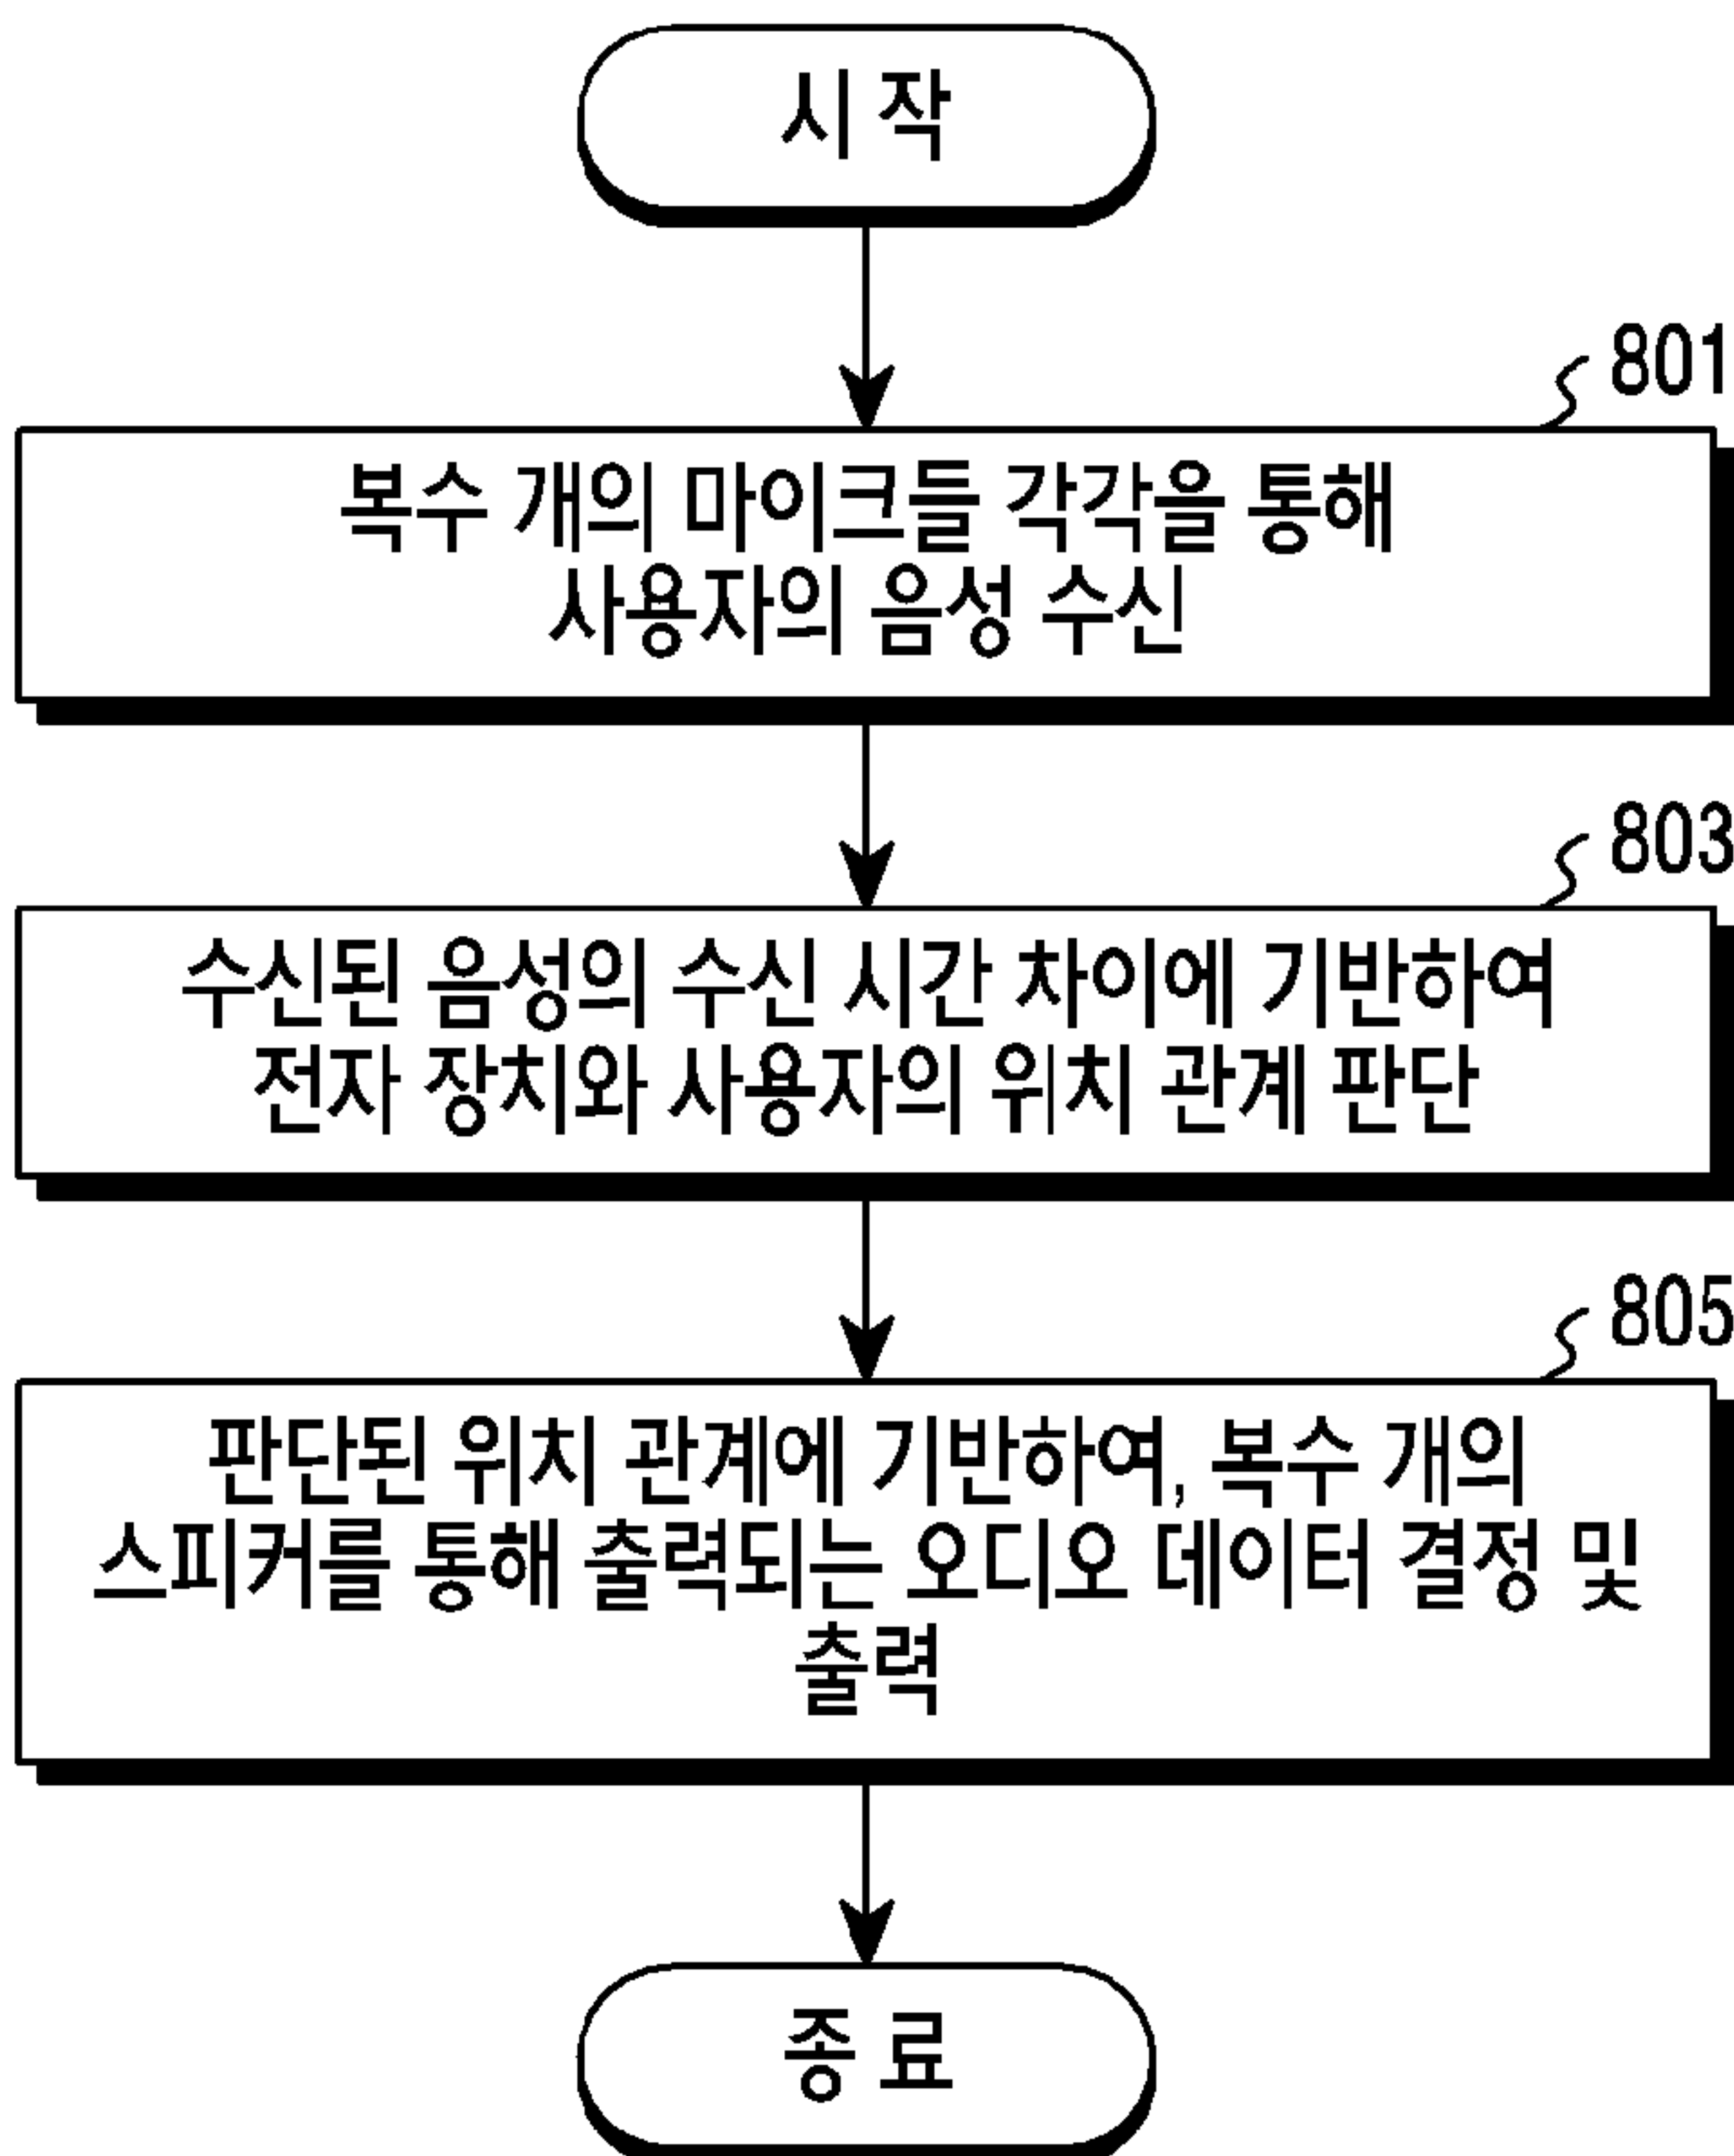 시작
801
복수 개의 마이크들 각각을 통해
사용자의 음성 수신
803
수신된 음성의 수신 시간 차이에 기반하여
전자 장치와 사용자의 위치 관계 판단
805
판단된 위치 관계에 기반하여, 복수 개의
스피커를 통해 출력되는 오디오 데이터 결정 및
출력
종료